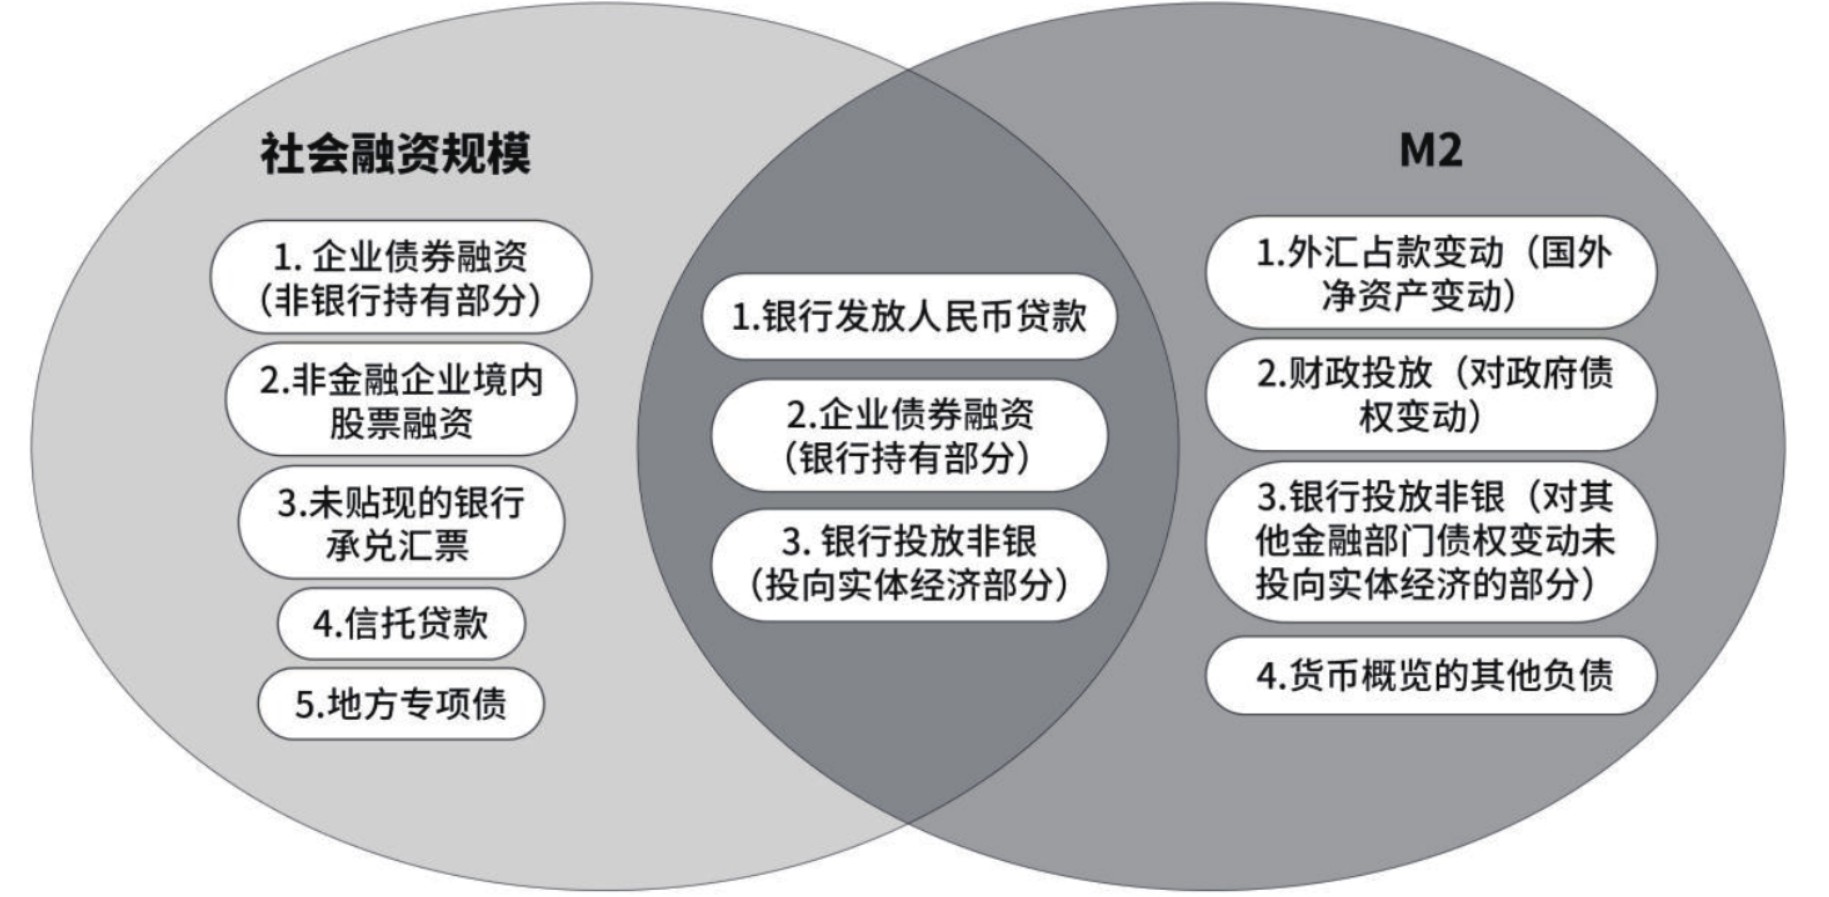 社会融资规模
1. 企业债券融资
（非银行持有部分）
2.非金融企业境内
股票融资
3.未贴现的银行
承兑汇票
4.信托贷款
5.地方专项债
1.银行发放人民币贷款
2.企业债券融资
（银行持有部分）
3. 银行投放非银
（投向实体经济部分）
M2
1.外汇占款变动（国外
净资产变动）
2.财政投放（对政府债
权变动）
3.银行投放非银（对其
他金融部门债权变动未
投向实体经济的部分）
4.货币概览的其他负债